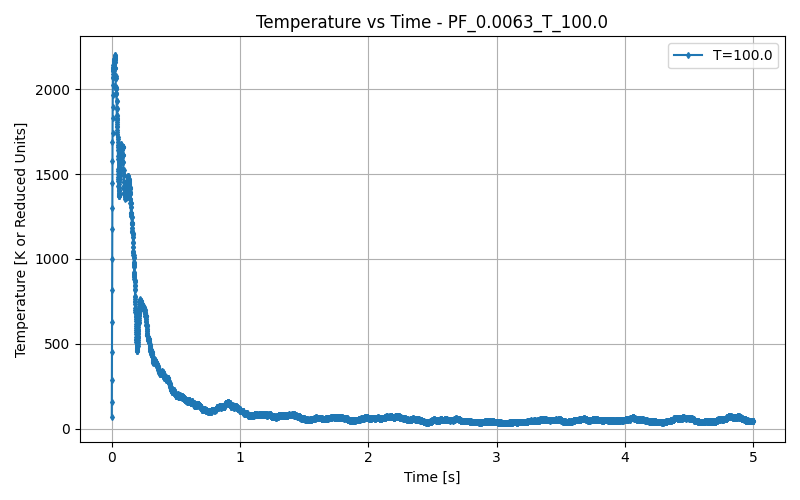 Temperature vs Time - PF_0.0063_T_100.0
T=100.0
Temperature [K or Reduced Units]
2000
1500
1000
500
0
0 1 2 3 4 5
Time [s]